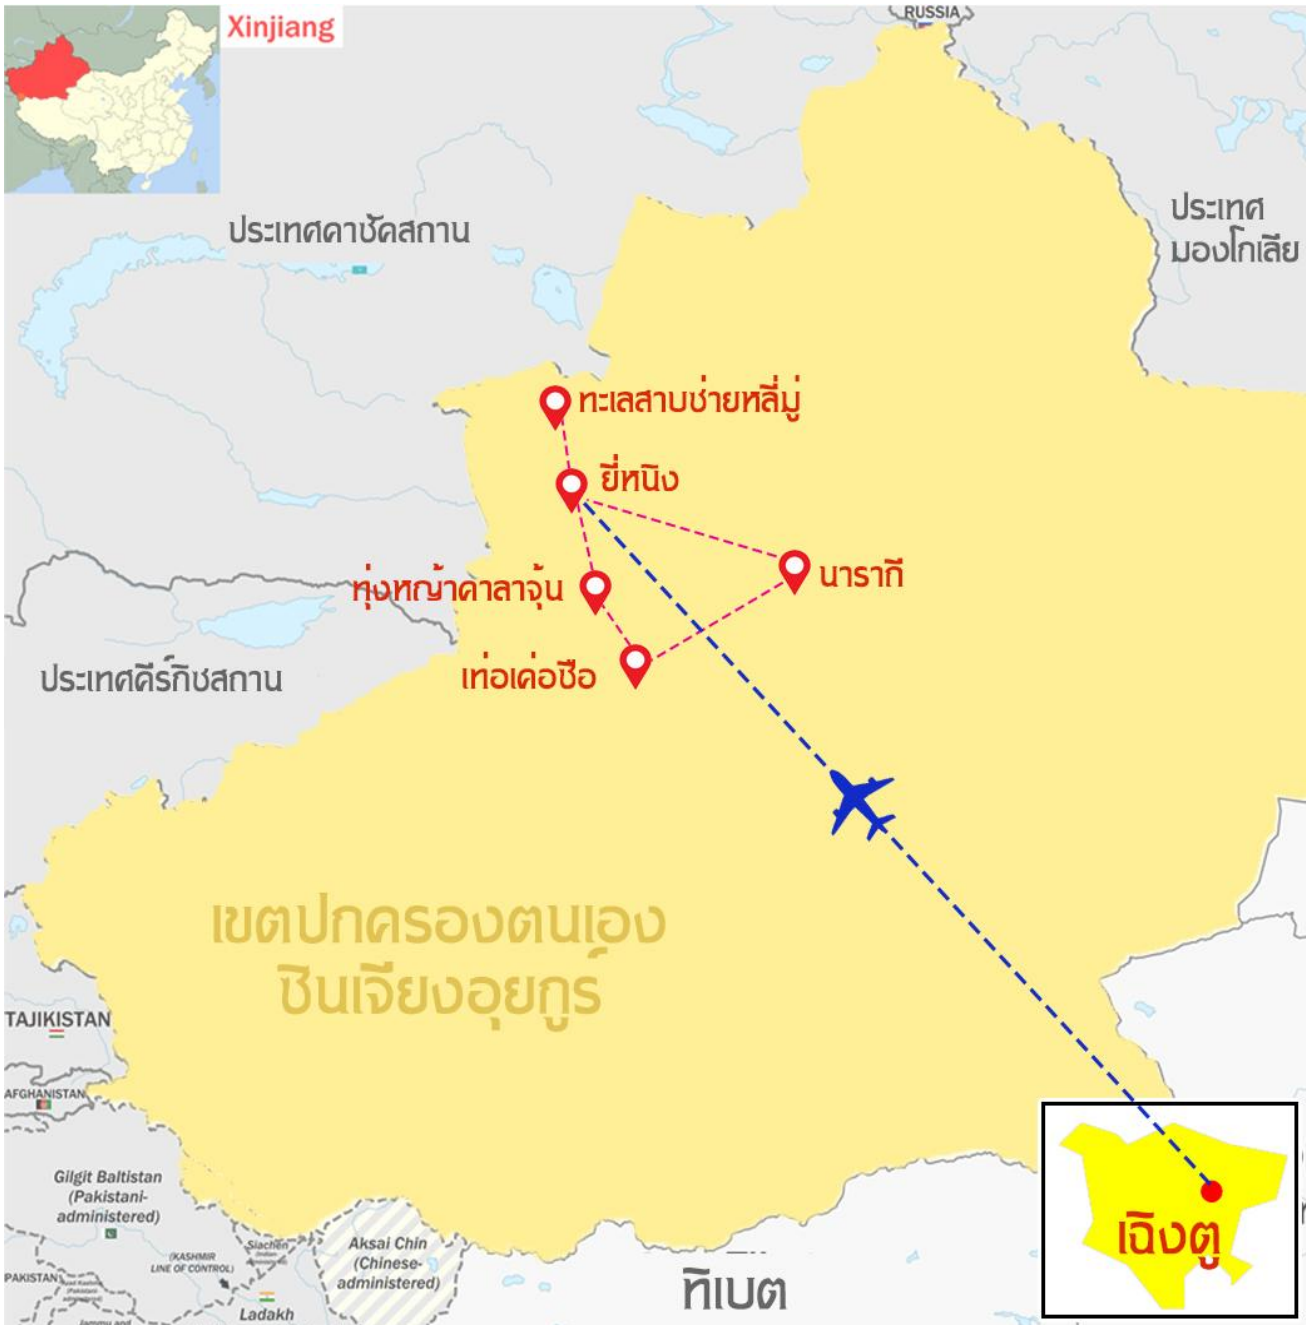 Xinjiang
RUSSIA
ประเทศคาซัคสถาน
ประเทศ
มองโกเลีย
ทะเลสาบซ่ายหลี่มู่
ยี่หนิง
ทุ่งหญ้าคาลาจุ้น
นาราถี
เท่อเค่อซือ
ประเทศคีร์กิซสถาน
เขตปกครองตนเอง
ซินเจียงอุยกูร์
TAJIKISTAN
AFGHANISTAN
Gilgit Baltistan
(Pakistani-
administered)
(KASHMIR
LINE OF CONTROL)
Siachen
Aksai Chin
(Chinese-
administered)
PAKISTAN
Ladakh
ทิเบต
เฉิงตู